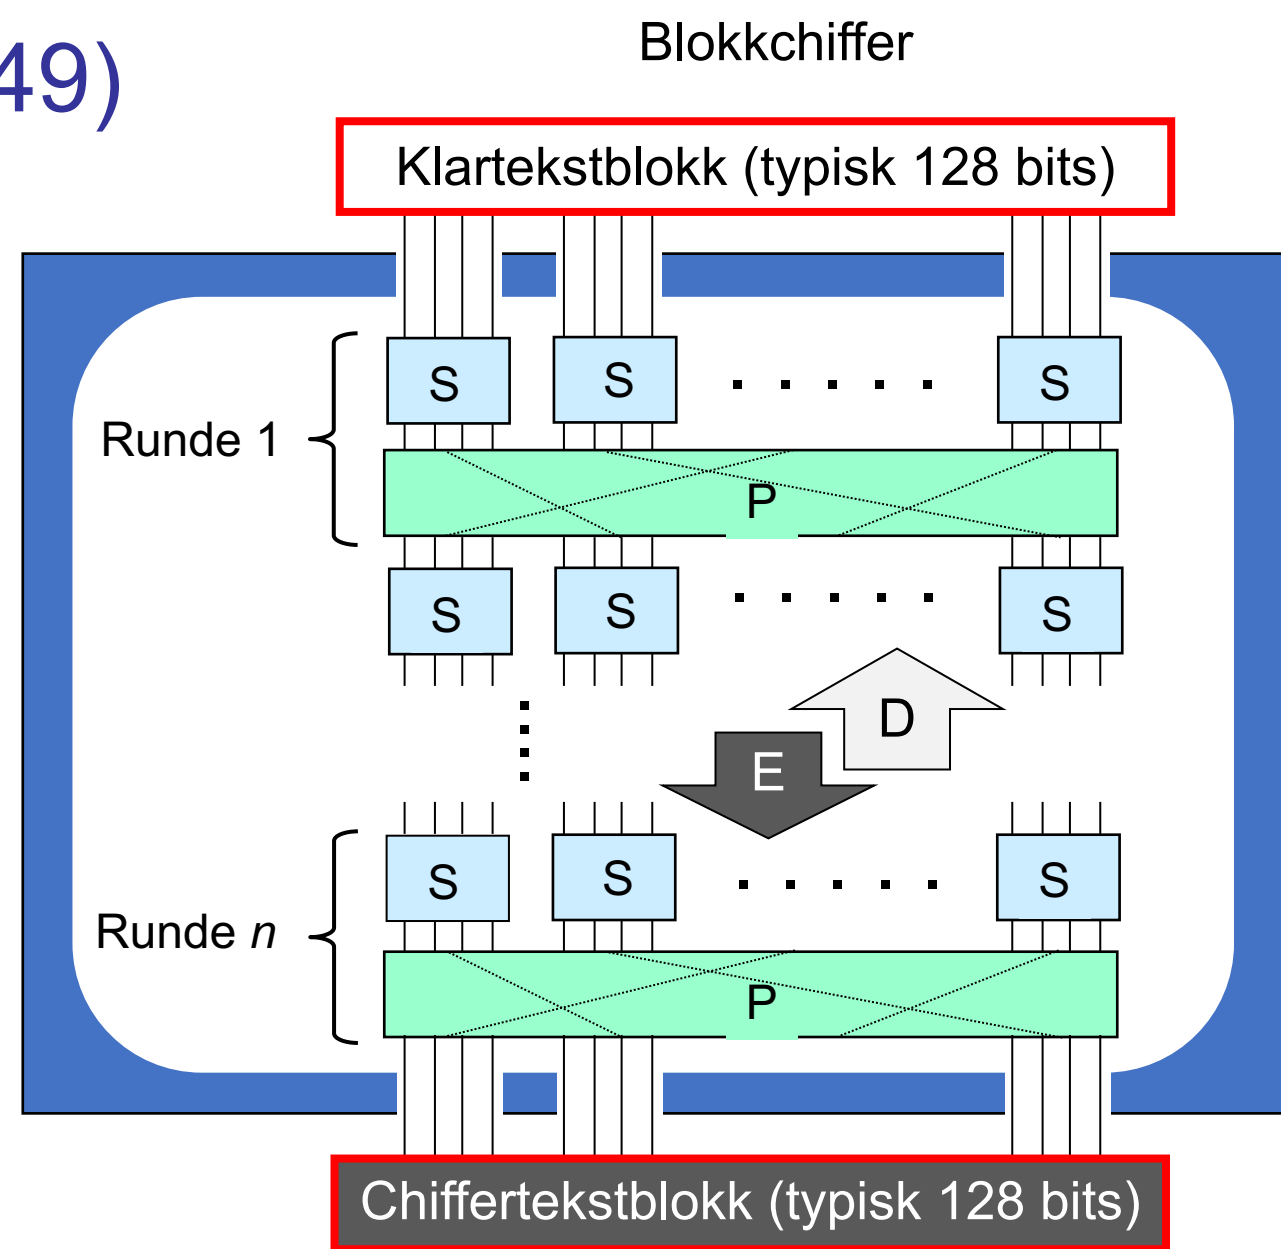 49)
Blokkchiffer
Klartekstblokk (typisk 128 bits)
S S . . . . . S
Runde 1
P
S S . . . . . S
D
E
S S . . . . . S
Runde n
P
Chiffertekstblokk (typisk 128 bits)